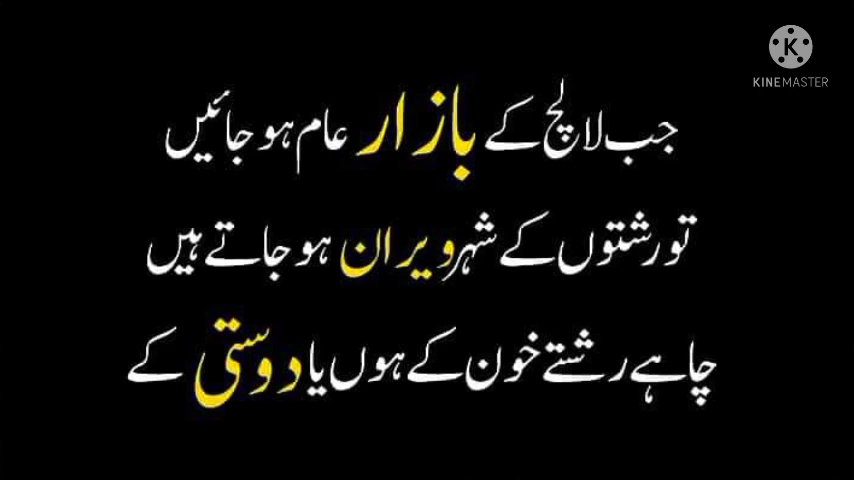 KINEMASTER
جب لالچ کے بازار عام ہو جائیں
تو رشتوں کے شہر ویران ہو جاتے ہیں
چاہے رشتے خون کے ہوں یا دوستی کے